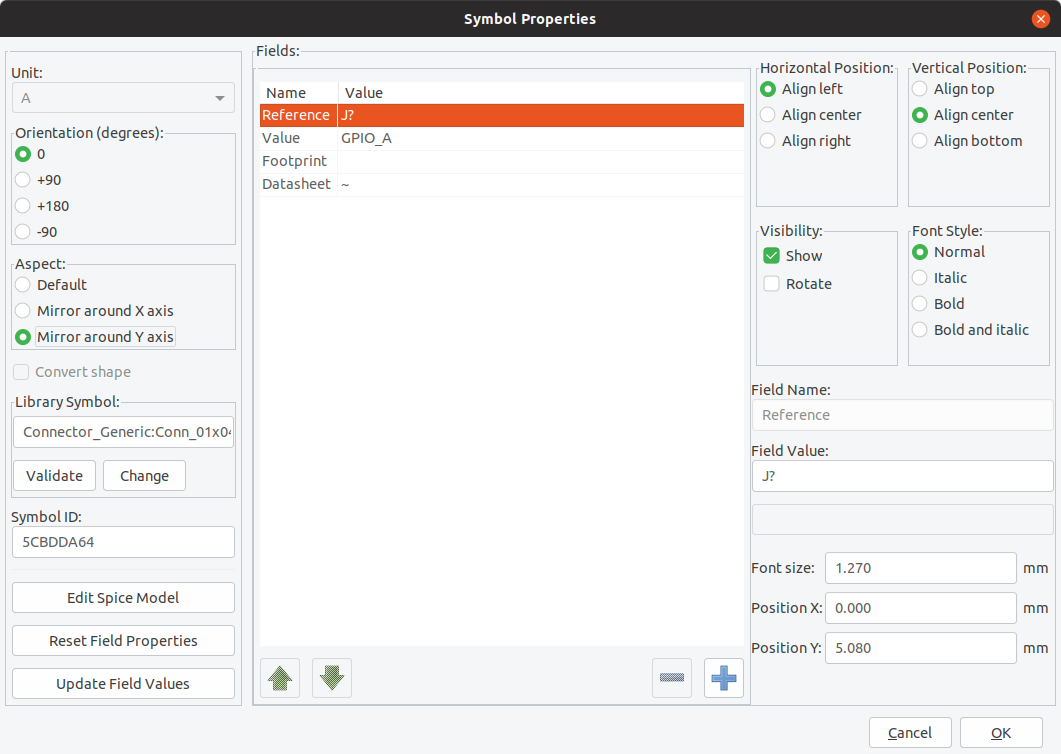 Symbol Properties
Unit:
A
Orientation (degrees):
0
+90
+180
-90
Aspect:
Default
Mirror around X axis
Mirror around Y axis
Convert shape
Library Symbol:
Connector_Generic:Conn_01x04
Validate
Change
Symbol ID:
5CBDDA64
Edit Spice Model
Reset Field Properties
Update Field Values
Fields:
Name Value
Reference J?
Value GPIO_A
Footprint
Datasheet ~
Horizontal Position:
Align left
Align center
Align right
Vertical Position:
Align top
Align center
Align bottom
Visibility:
Show
Rotate
Font Style:
Normal
Italic
Bold
Bold and italic
Field Name:
Reference
Field Value:
J?
Font size: 1.270 mm
Position X: 0.000 mm
Position Y: 5.080 mm
Cancel
OK